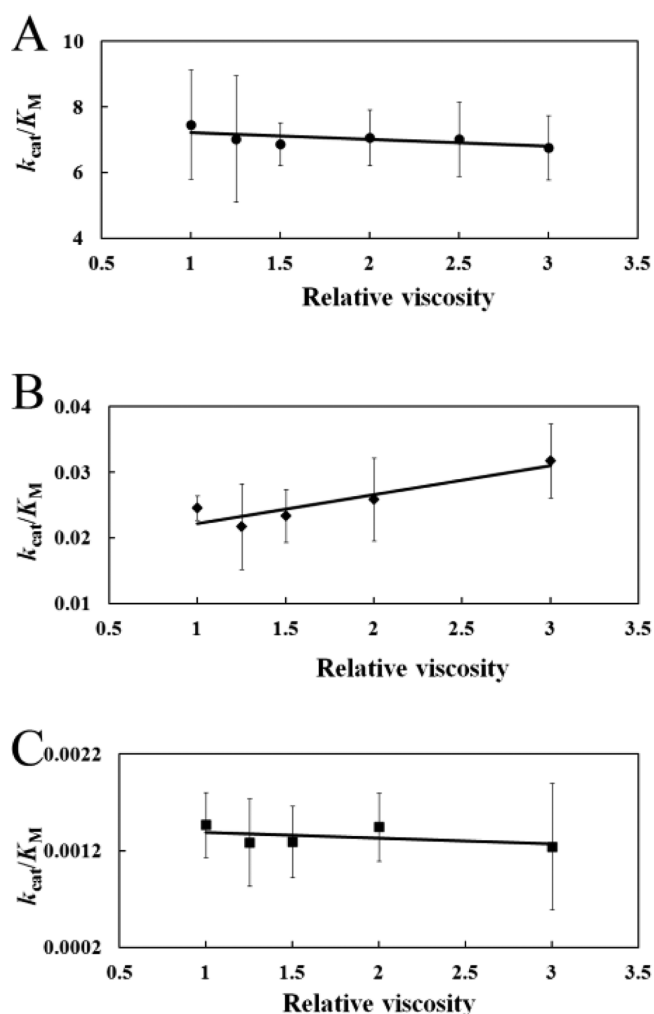 A
10
8
6
4
kcat/KM
0.5 1 1.5 2 2.5 3 3.5
Relative viscosity
B
0.04
0.03
0.02
0.01
kcat/KM
0.5 1 1.5 2 2.5 3 3.5
Relative viscosity
C
0.0022
0.0012
0.0002
kcat/KM
0.5 1 1.5 2 2.5 3 3.5
Relative viscosity